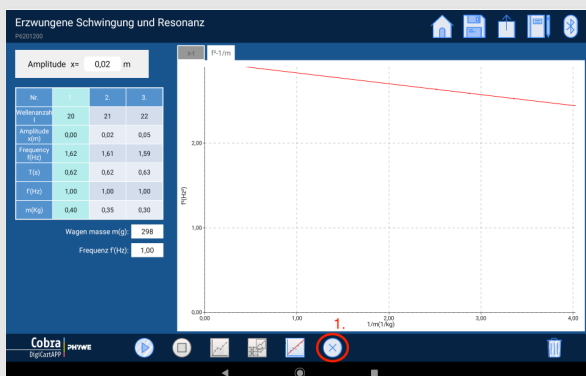 Erzwungene Schwingung und Resonanz
P6201200
Amplitude x= 0,02 m
x-t f²-1/m
Nr. 1. 2. 3.
Wellenanzahl 20 21 22
Amplitude x(m) 0,00 0,02 0,05
Frequency f(Hz) 1,62 1,61 1,59
T(s) 0,62 0,62 0,63
f'(Hz) 1,00 1,00 1,00
m(Kg) 0,40 0,35 0,30
Wagen masse m(g): 298
Frequenz f'(Hz): 1,00
f²(Hz²)
2,00
1,00
0,00
0,00 1,00 2,00 3,00 4,00
1/m(1/kg)
1.
Cobra PHYWE
DigiCartAPP